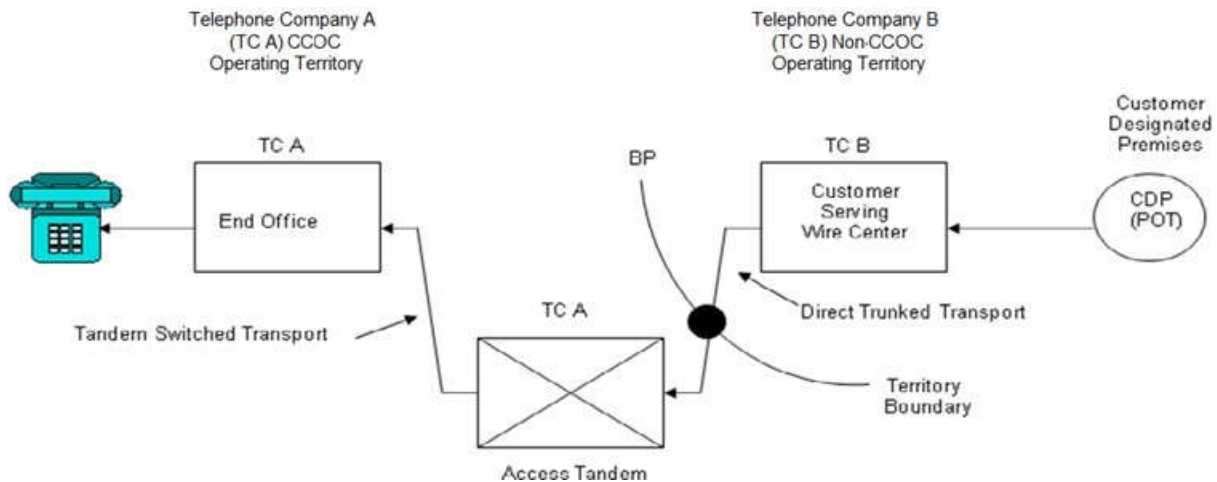 Telephone Company A
(TC A) CCOC
Operating Territory
Telephone Company B
(TC B) Non-CCOC
Operating Territory
Customer
Designated
Premises
TC A
End Office
BP
TC B
Customer
Serving
Wire Center
CDP
(POT)
Tandem Switched Transport
TC A
Direct Trunked Transport
Territory
Boundary
Access Tandem